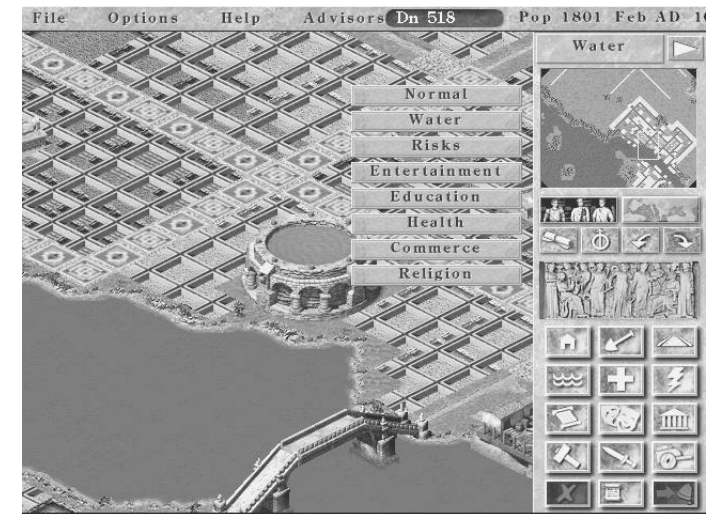 File Options Help Advisors Dn 518 Pop 1801 Feb AD
Water
Normal
Water
Risks
Entertainment
Education
Health
Commerce
Religion